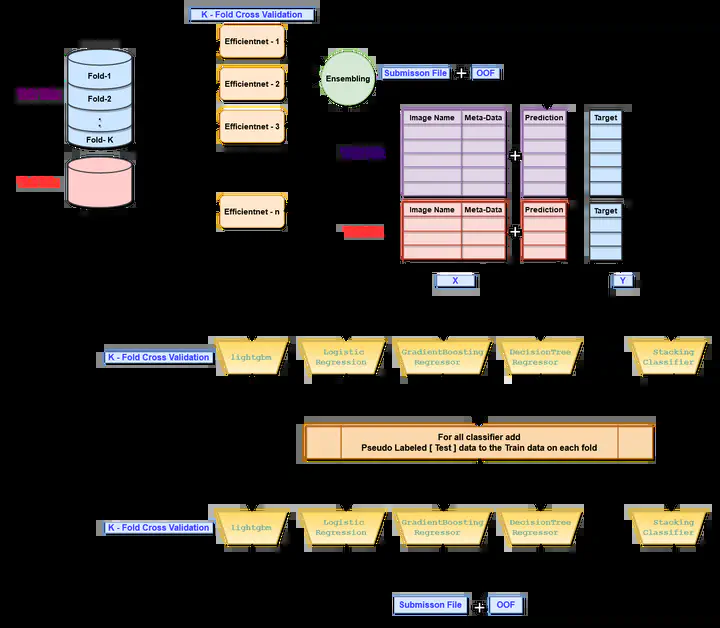 K - Fold Cross Validation
Efficientnet - 1
Fold-1
Efficientnet - 2
Ensembling
Submisson File + OOF
Fold-2
:
Efficientnet - 3
Fold- K
Image Name Meta-Data Prediction Target
+
Efficientnet - n
Image Name Meta-Data Prediction Target
+
X Y
K - Fold Cross Validation
lightgbm
Logistic
Regression
GradientBoosting
Regressor
DecisionTree
Regressor
Stacking
Classifier
For all classifier add
Pseudo Labeled [ Test ] data to the Train data on each fold
K - Fold Cross Validation
lightgbm
Logistic
Regression
GradientBoosting
Regressor
DecisionTree
Regressor
Stacking
Classifier
Submisson File + OOF